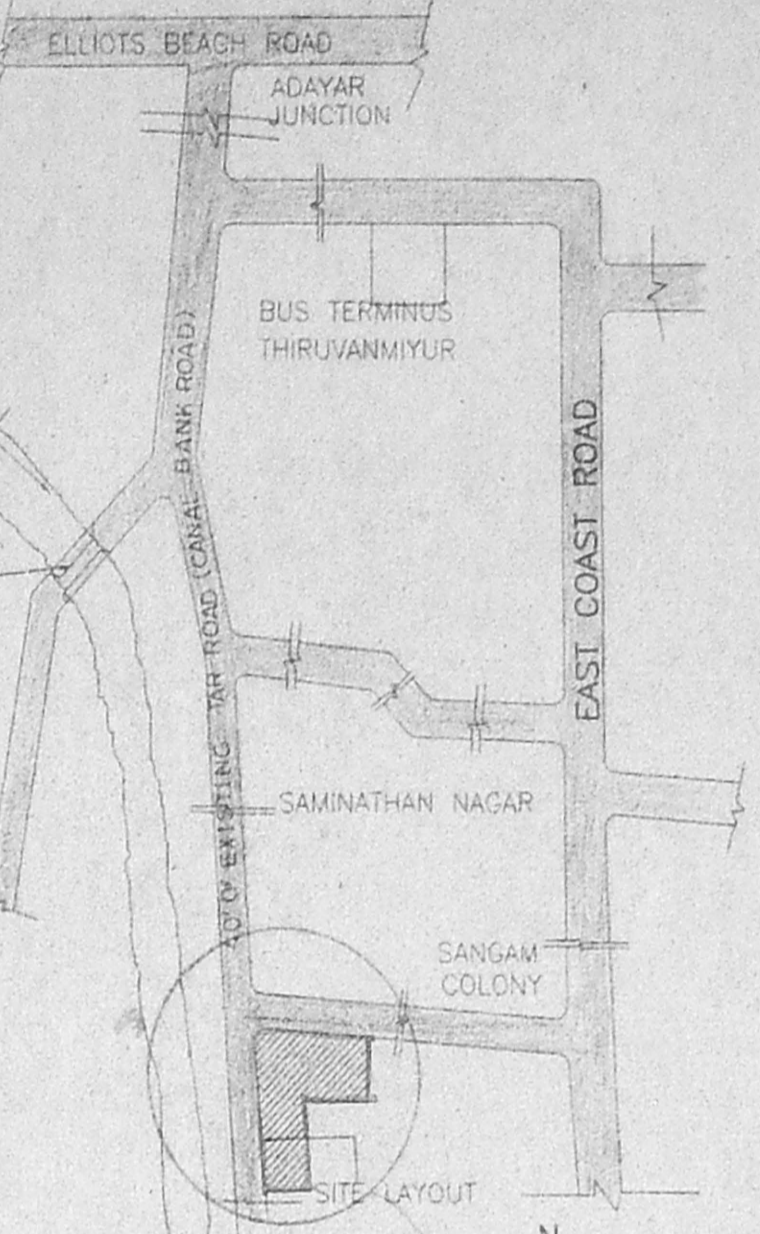 ELLIOTS BEACH ROAD
ADAYAR
JUNCTION
BUS TERMINUS
THIRUVANMIYUR
EAST COAST ROAD
40'0" EXISTING TAR ROAD (CANAL BANK ROAD)
SAMINATHAN NAGAR
SANGAM
COLONY
SITE LAYOUT
N